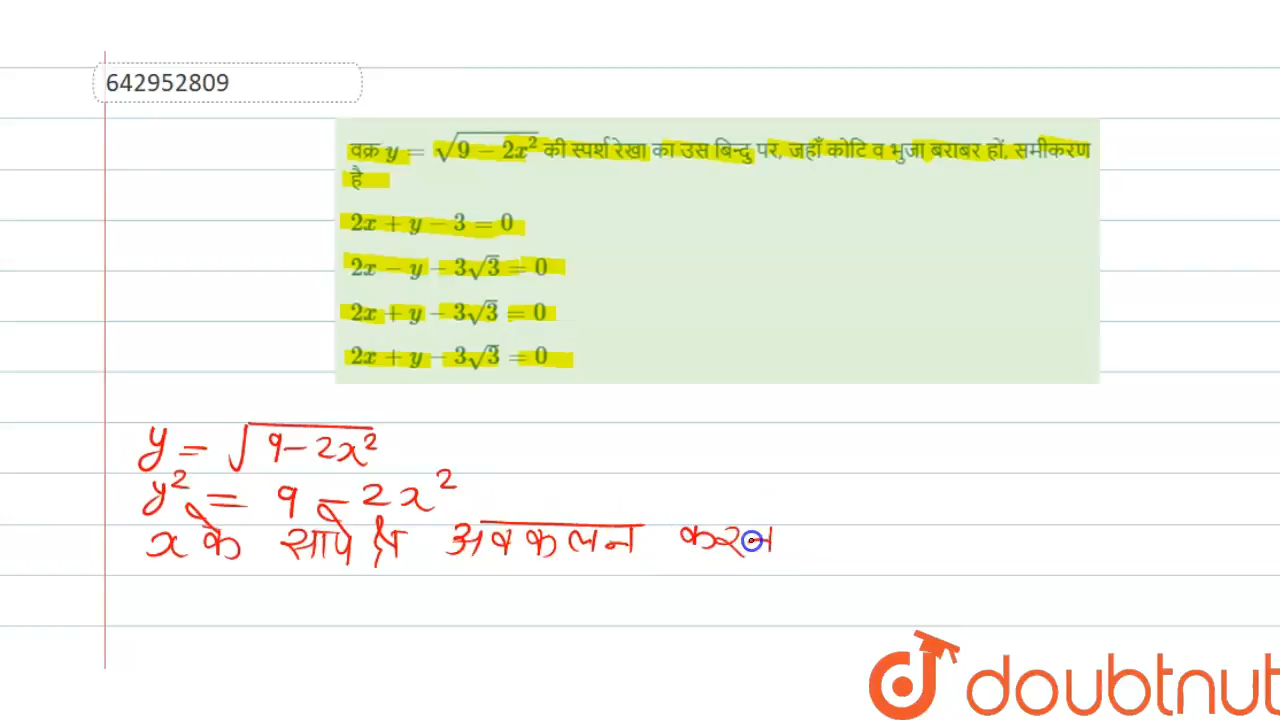 642952809
वक्र y = √(9 − 2x²) की स्पर्श रेखा का उस बिन्दु पर, जहाँ कोटि व भुजा बराबर हों, समीकरण
है
2x + y − 3 = 0
2x − y − 3√3 = 0
2x + y − 3√3 = 0
2x + y − 3√3 = 0
y = √(9 − 2x²)
y² = 9 − 2x²
x के सापेक्ष अवकलन करन
doubtnut